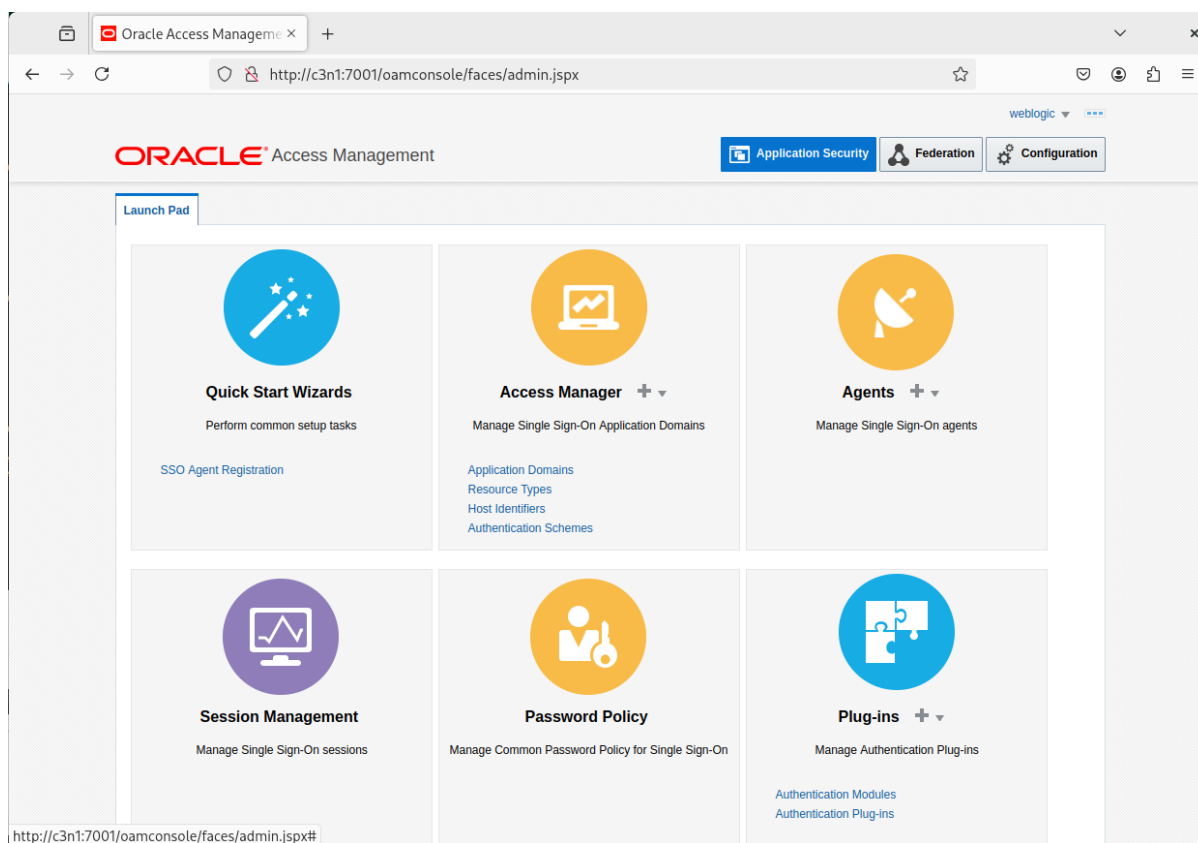 Oracle Access Manageme
http://c3n1:7001/oamconsole/faces/admin.jspx
weblogic
ORACLE® Access Management
Application Security
Federation
Configuration
Launch Pad
Quick Start Wizards
Perform common setup tasks
SSO Agent Registration
Access Manager
Manage Single Sign-On Application Domains
Application Domains
Resource Types
Host Identifiers
Authentication Schemes
Agents
Manage Single Sign-On agents
Session Management
Manage Single Sign-On sessions
Password Policy
Manage Common Password Policy for Single Sign-On
Plug-ins
Manage Authentication Plug-ins
Authentication Modules
Authentication Plug-ins
http://c3n1:7001/oamconsole/faces/admin.jspx#